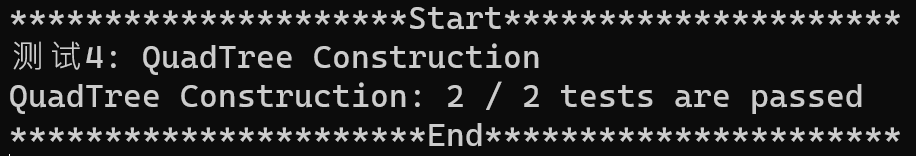 *********************Start*********************
测试4: QuadTree Construction
QuadTree Construction: 2 / 2 tests are passed
**********************End**********************